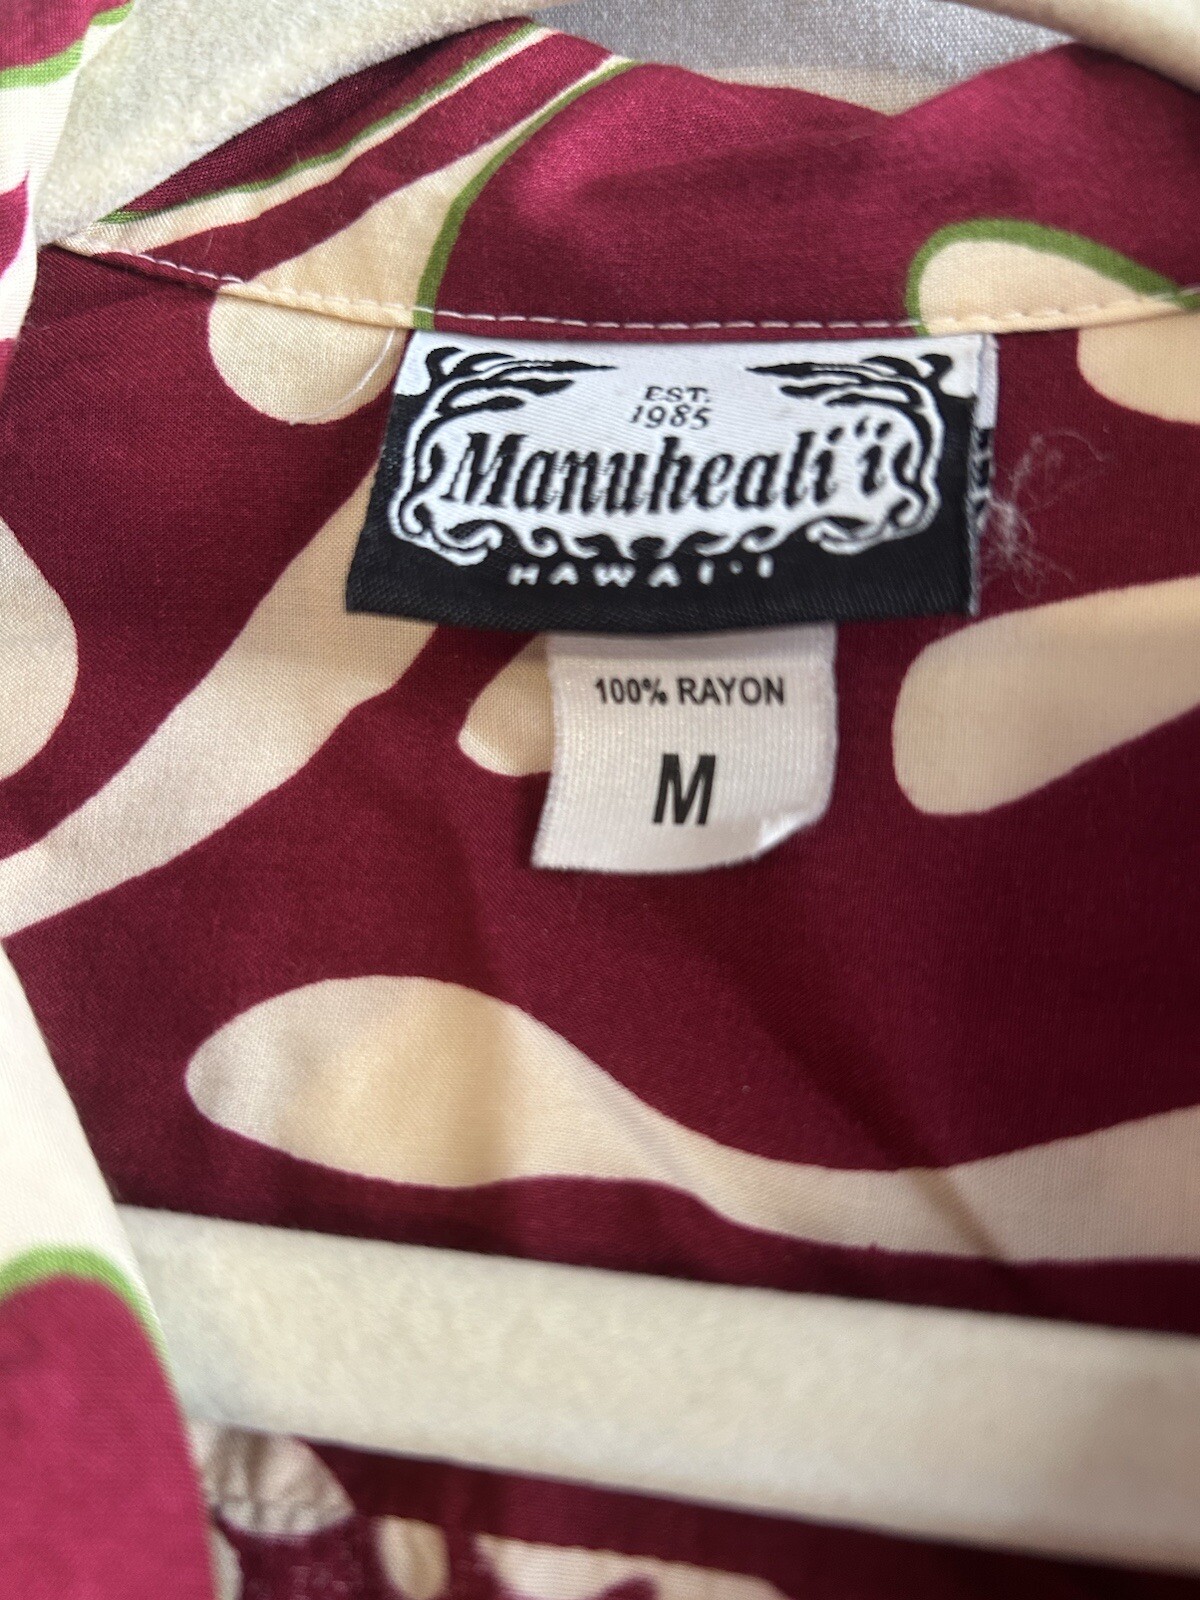 EST.
1985
Manuheali‘i
HAWAI‘I
100% RAYON
M